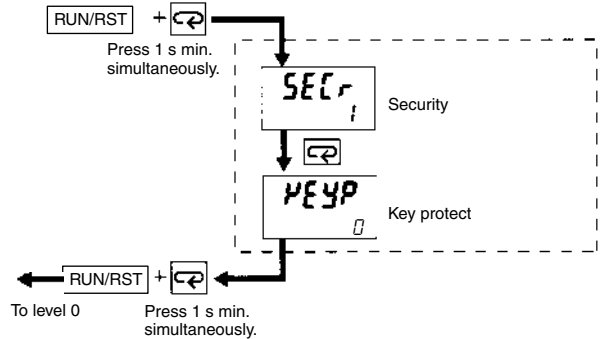 RUN/RST +
Press 1 s min.
simultaneously.
SECr
1
Security
KEYP
0
Key protect
RUN/RST +
To level 0
Press 1 s min.
simultaneously.